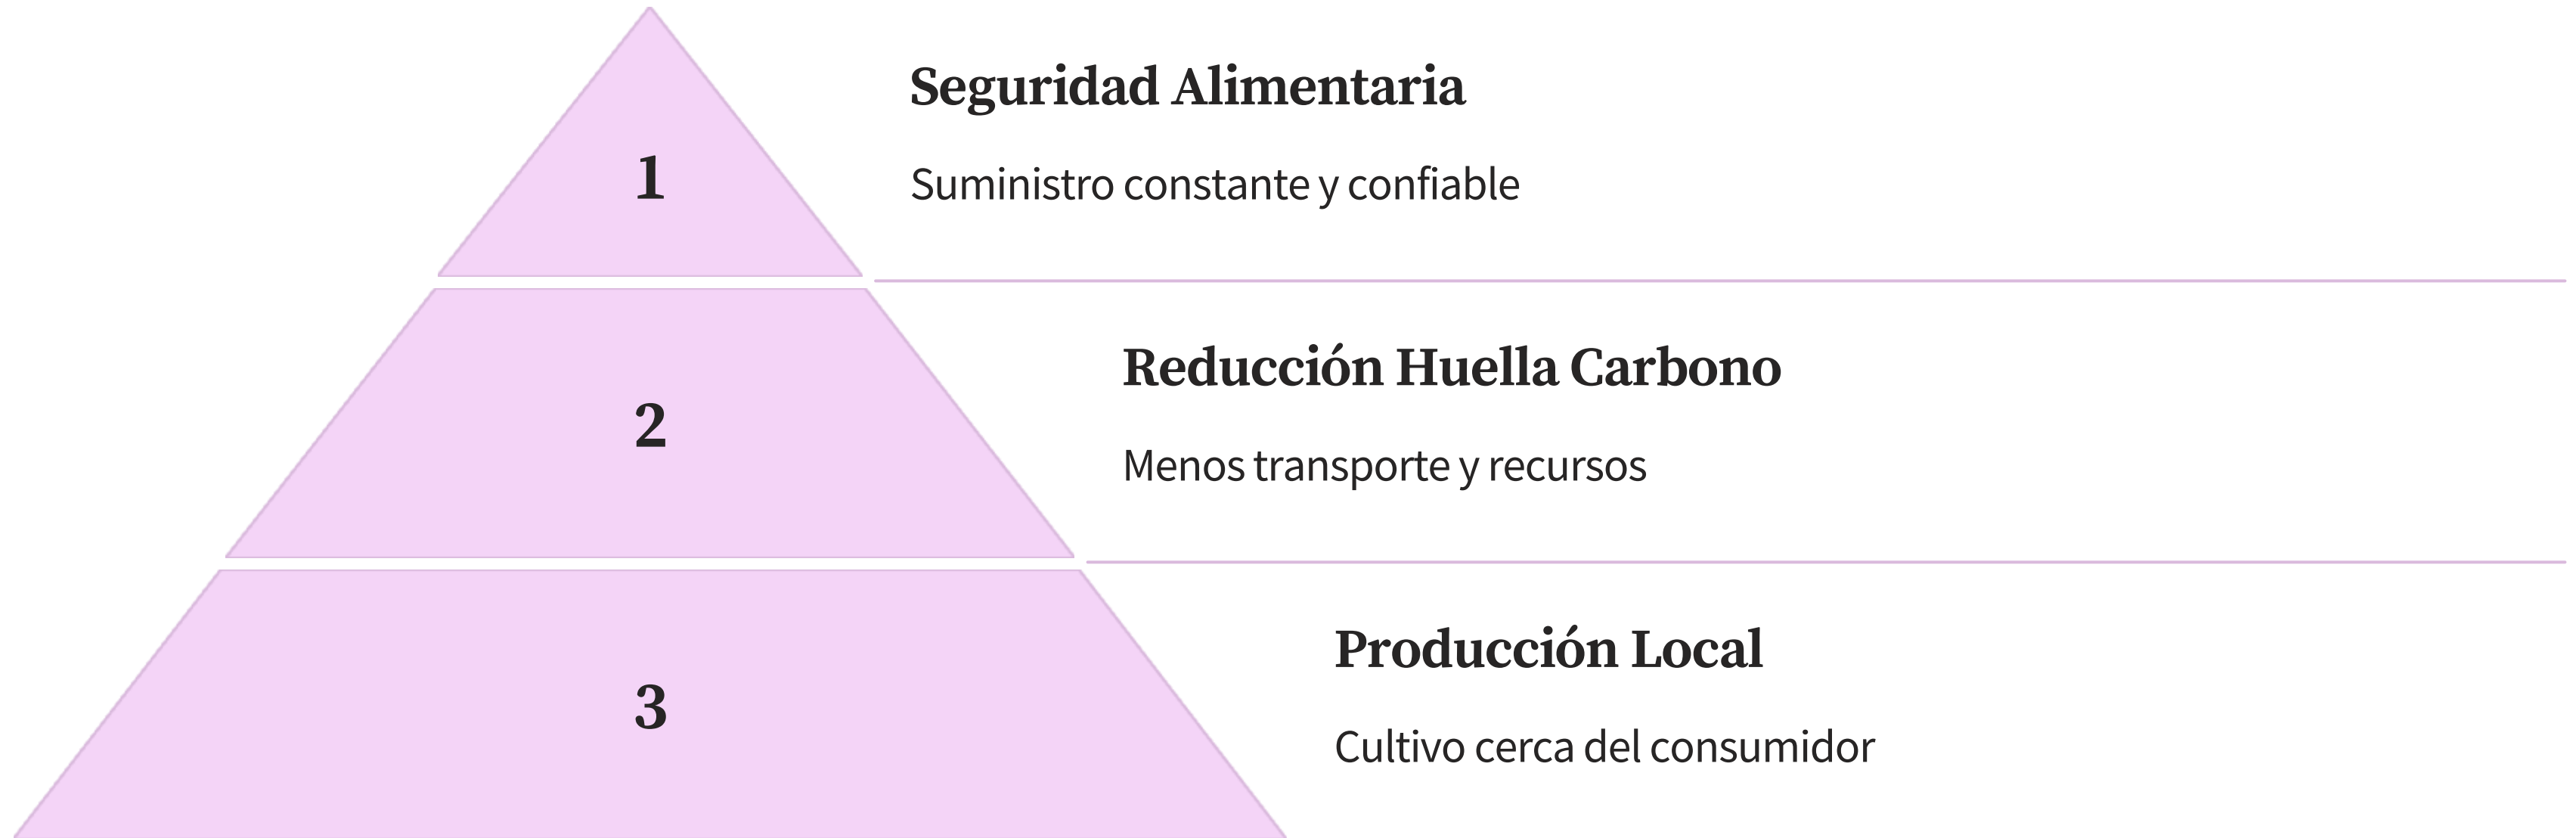 1
Seguridad Alimentaria
Suministro constante y confiable
2
Reducción Huella Carbono
Menos transporte y recursos
3
Producción Local
Cultivo cerca del consumidor